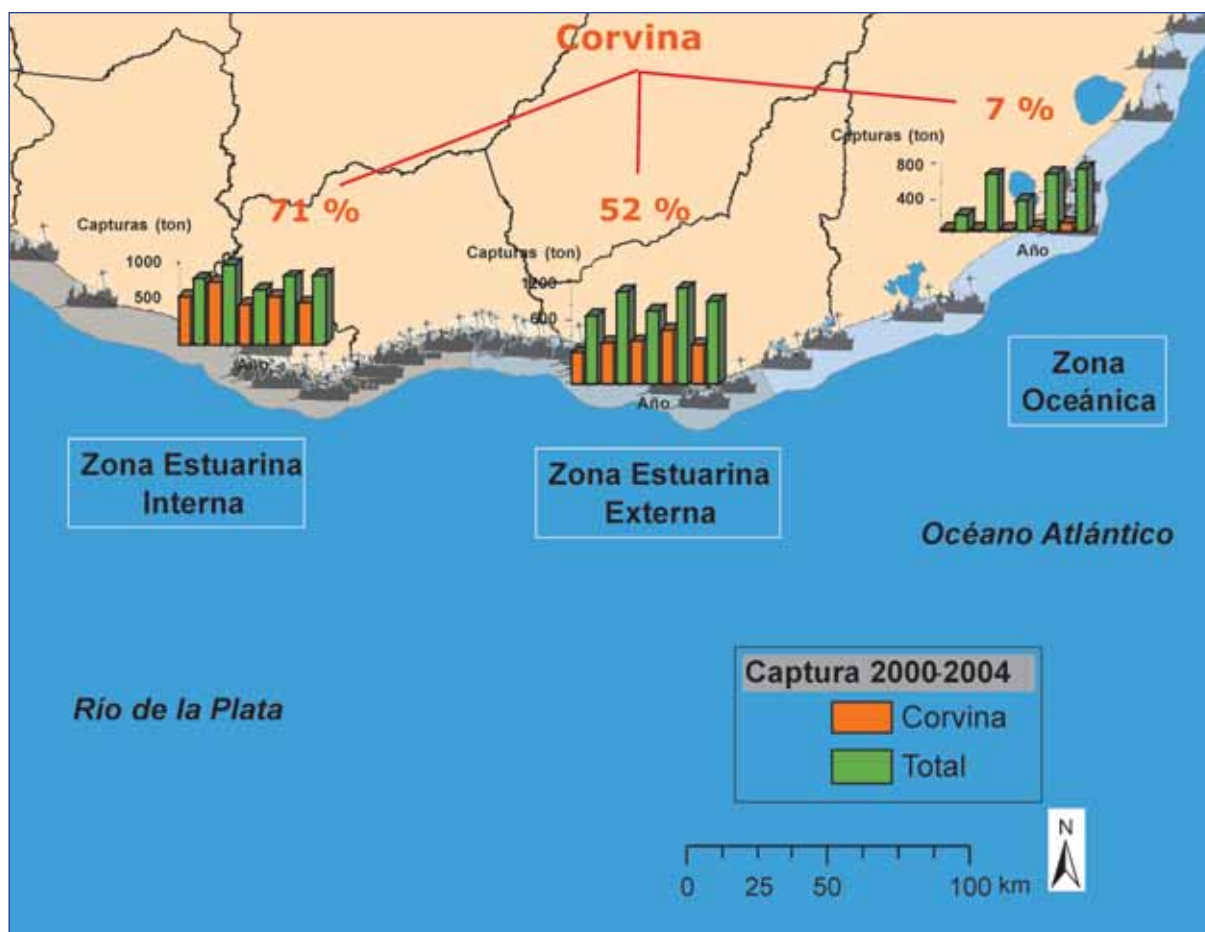 Corvina
7 %
Capturas (ton)
800
400
Año
71 %
Capturas (ton)
1000
500
Año
52 %
Capturas (ton)
1200
600
Año
Zona
Oceánica
Zona Estuarina
Interna
Zona Estuarina
Externa
Océano Atlántico
Río de la Plata
Captura 2000-2004
Corvina
Total
N
0 25 50 100 km